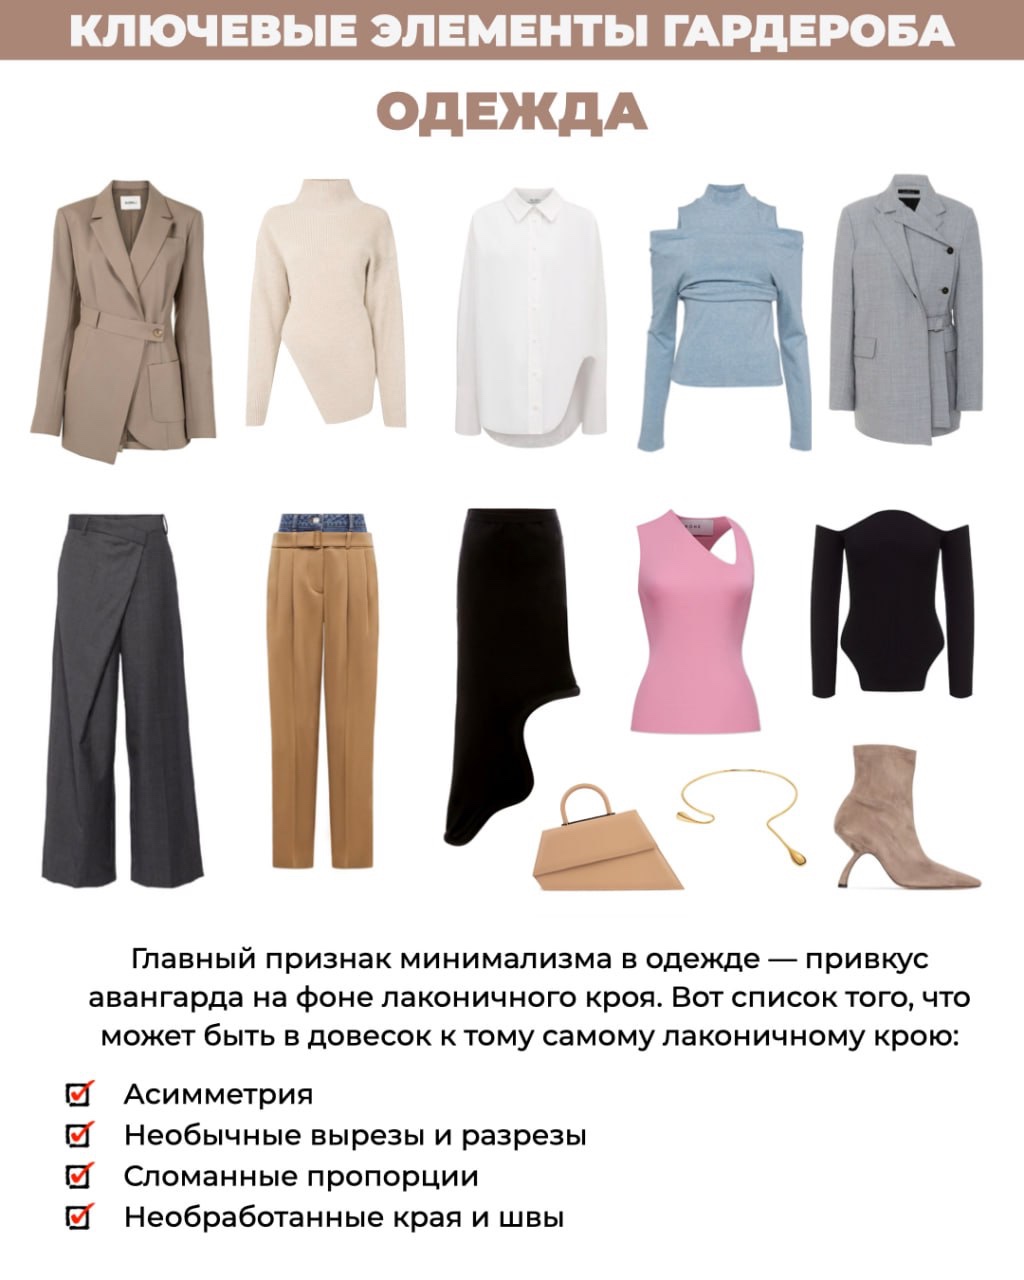 КЛЮЧЕВЫЕ ЭЛЕМЕНТЫ ГАРДЕРОБА
ОДЕЖДА
Главный признак минимализма в одежде — привкус
авангарда на фоне лаконичного кроя. Вот список того, что
может быть в довесок к тому самому лаконичному крою:
Асимметрия
Необычные вырезы и разрезы
Сломанные пропорции
Необработанные края и швы